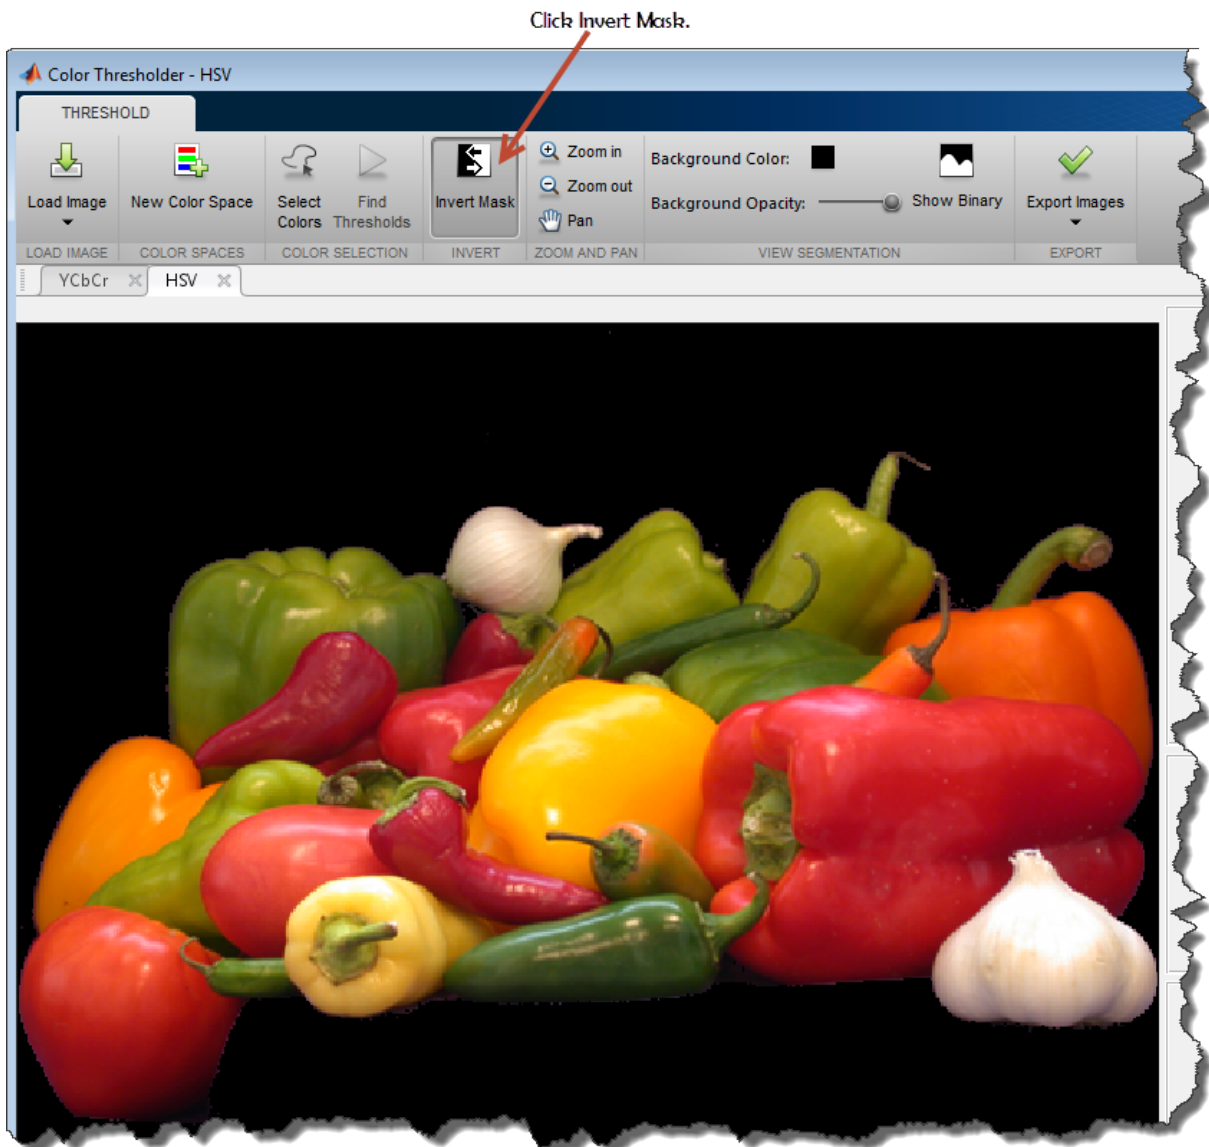 Click Invert Mask.
Color Thresholder - HSV
THRESHOLD
Load Image
New Color Space
Select Colors
Find Thresholds
Invert Mask
Zoom in
Zoom out
Pan
Background Color:
Background Opacity:
Show Binary
Export Images
LOAD IMAGE
COLOR SPACES
COLOR SELECTION
INVERT
ZOOM AND PAN
VIEW SEGMENTATION
EXPORT
YCbCr
HSV